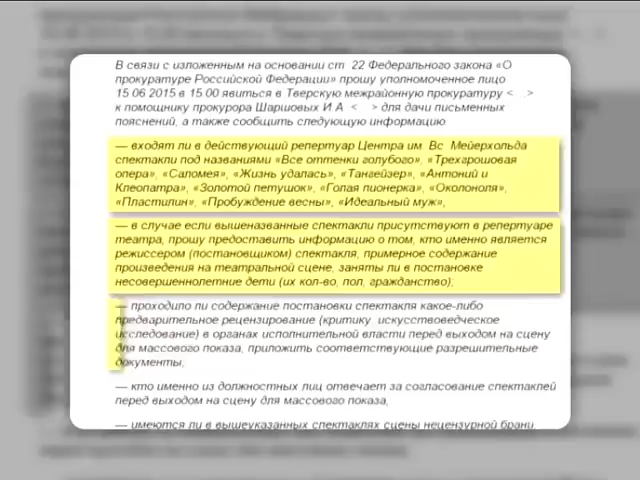 В связи с изложенным на основании ст 22 Федерального закона «О
прокуратуре Российской Федерации» прошу уполномоченное лицо
15 06 2015 в 15 00 явиться в Тверскую межрайонную прокуратуру < >
к помощнику прокурора Шаршовых И А < > для дачи письменных
пояснений, а также сообщить следующую информацию
— входят ли в действующий репертуар Центра им Вс Мейерхольда
спектакли под названиями «Все оттенки голубого», «Трехгрошовая
опера», «Саломея», «Жизнь удалась», «Тангейзер», «Антоний и
Клеопатра», «Золотой петушок», «Голая пионерка», «Околоноля»,
«Пластилин», «Пробуждение весны», «Идеальный муж»,
— в случае если вышеназванные спектакли присутствуют в репертуаре
театра, прошу предоставить информацию о том, кто именно является
режиссером (постановщиком) спектакля, примерное содержание
произведения на театральной сцене, заняты ли в постановке
несовершеннолетние дети (их кол-во, пол, гражданство);
— проходило ли содержание постановки спектакля какое-либо
предварительное рецензирование (критику искусствоведческое
исследование) в органах исполнительной власти перед выходом на сцену
для массового показа, приложить соответствующие разрешительные
документы,
— кто именно из должностных лиц отвечает за согласование спектаклей
перед выходом на сцену для массового показа,
— имеются ли в вышеуказанных спектаклях сцены нецензурной брани,